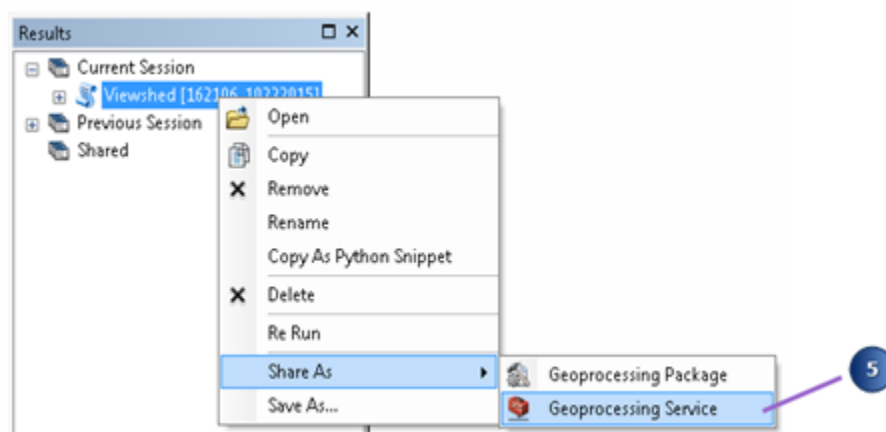 Results
Current Session
Viewshed [162106_10222015]
Previous Session
Shared
Open
Copy
Remove
Rename
Copy As Python Snippet
Delete
Re Run
Share As
Save As...
Geoprocessing Package
Geoprocessing Service
5